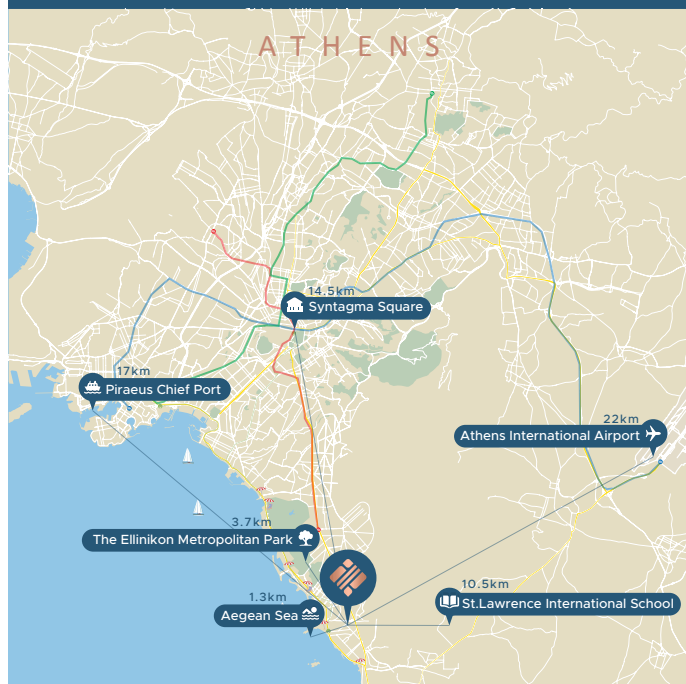 ATHENS
14.5km
Syntagma Square
17km
Piraeus Chief Port
22km
Athens International Airport
3.7km
The Ellinikon Metropolitan Park
10.5km
St.Lawrence International School
1.3km
Aegean Sea